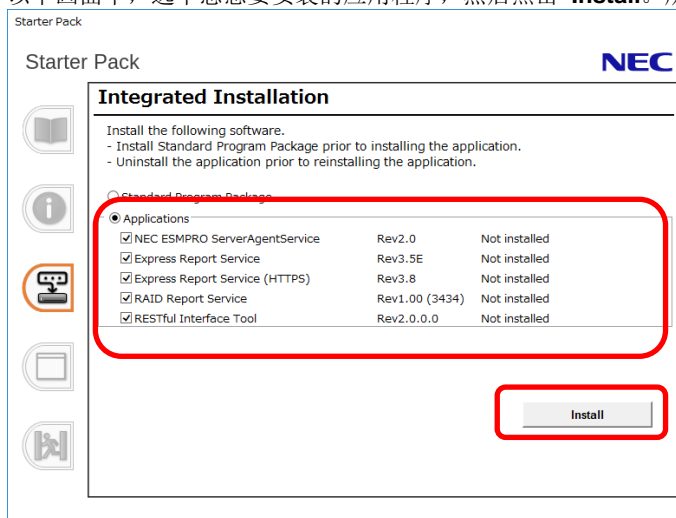 Starter Pack
Starter Pack
NEC
Integrated Installation
Install the following software.
- Install Standard Program Package prior to installing the application.
- Uninstall the application prior to reinstalling the application.
Standard Program Package
Applications
NEC ESMPRO ServerAgentService Rev2.0 Not installed
Express Report Service Rev3.5E Not installed
Express Report Service (HTTPS) Rev3.8 Not installed
RAID Report Service Rev1.00 (3434) Not installed
RESTful Interface Tool Rev2.0.0.0 Not installed
Install